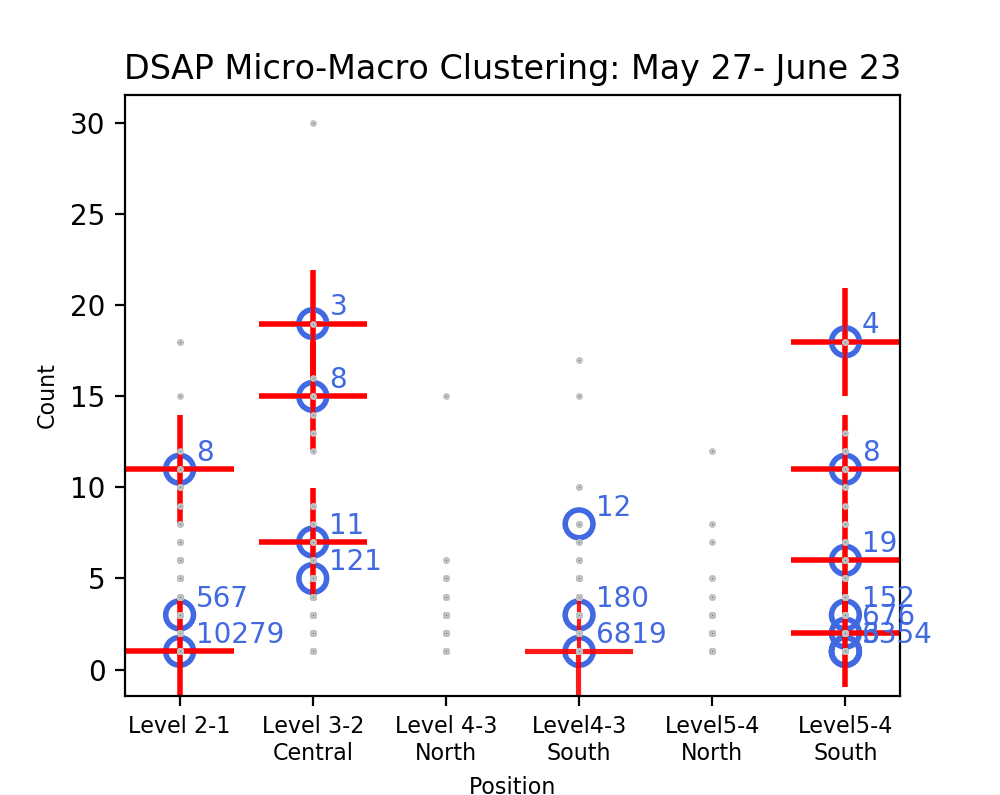 DSAP Micro-Macro Clustering: May 27- June 23
30
25
20
15
10
5
0
Count
3
4
8
8
8
11
19
12
121
567
180
152
676
10279
6819
Level 2-1
Level 3-2
Central
Level 4-3
North
Level4-3
South
Level5-4
North
Level5-4
South
Position